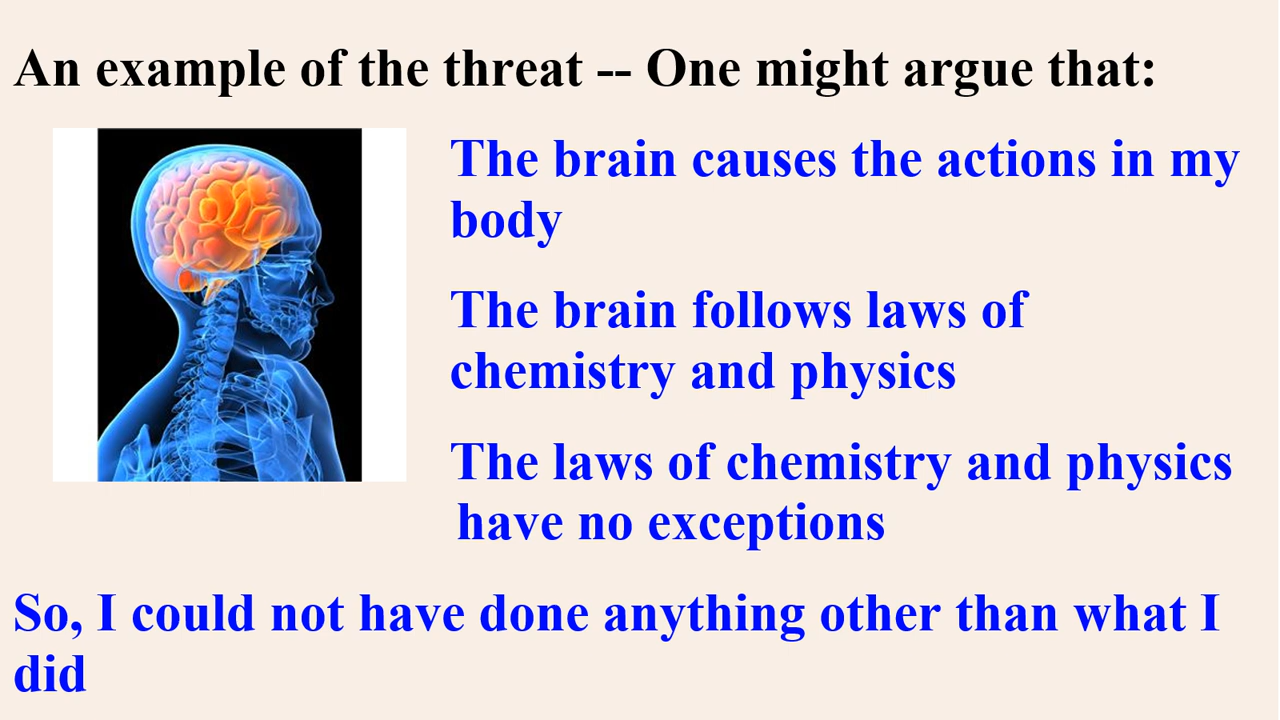 An example of the threat -- One might argue that:
The brain causes the actions in my
body
The brain follows laws of
chemistry and physics
The laws of chemistry and physics
have no exceptions
So, I could not have done anything other than what I
did